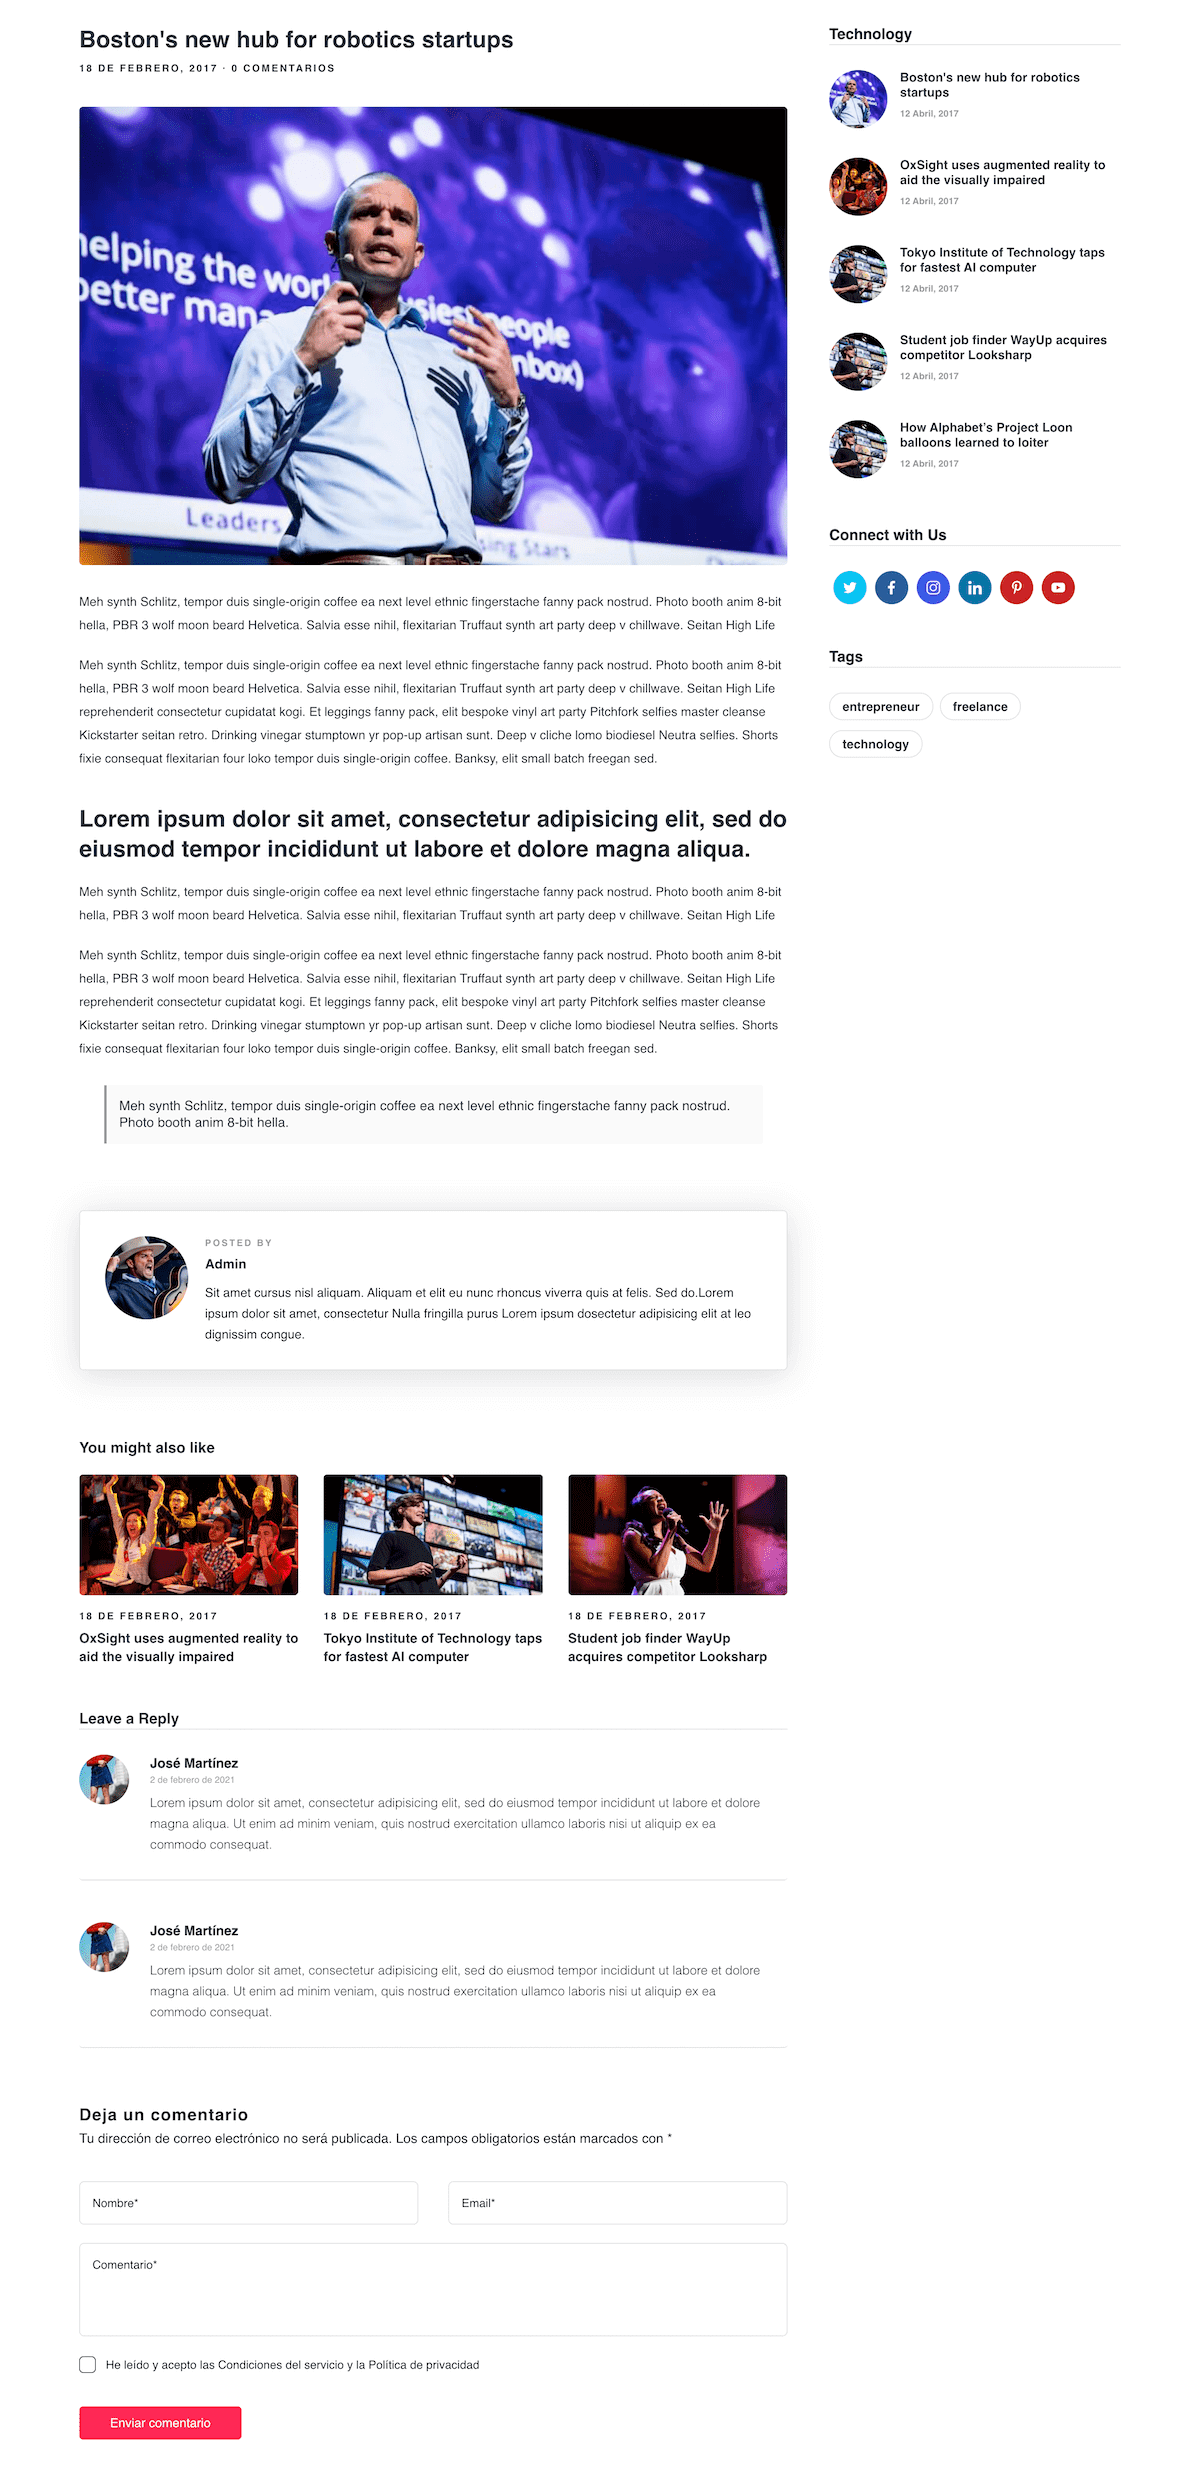 Boston's new hub for robotics startups
18 DE FEBRERO, 2017 · 0 COMENTARIOS
helping the
better
people
inbox)
Leaders
Stars
Meh synth Schlitz, tempor duis single-origin coffee ea next level ethnic fingerstache fanny pack nostrud. Photo booth anim 8-bit
hella, PBR 3 wolf moon beard Helvetica. Salvia esse nihil, flexitarian Truffaut synth art party deep v chillwave. Seitan High Life
Meh synth Schlitz, tempor duis single-origin coffee ea next level ethnic fingerstache fanny pack nostrud. Photo booth anim 8-bit
hella, PBR 3 wolf moon beard Helvetica. Salvia esse nihil, flexitarian Truffaut synth art party deep v chillwave. Seitan High Life
reprehenderit consectetur cupidatat kogi. Et leggings fanny pack, elit bespoke vinyl art party Pitchfork selfies master cleanse
Kickstarter seitan retro. Drinking vinegar stumptown yr pop-up artisan sunt. Deep v cliche lomo biodiesel Neutra selfies. Shorts
fixie consequat flexitarian four loko tempor duis single-origin coffee. Banksy, elit small batch freegan sed.
Lorem ipsum dolor sit amet, consectetur adipisicing elit, sed do
eiusmod tempor incididunt ut labore et dolore magna aliqua.
Meh synth Schlitz, tempor duis single-origin coffee ea next level ethnic fingerstache fanny pack nostrud. Photo booth anim 8-bit
hella, PBR 3 wolf moon beard Helvetica. Salvia esse nihil, flexitarian Truffaut synth art party deep v chillwave. Seitan High Life
Meh synth Schlitz, tempor duis single-origin coffee ea next level ethnic fingerstache fanny pack nostrud. Photo booth anim 8-bit
hella, PBR 3 wolf moon beard Helvetica. Salvia esse nihil, flexitarian Truffaut synth art party deep v chillwave. Seitan High Life
reprehenderit consectetur cupidatat kogi. Et leggings fanny pack, elit bespoke vinyl art party Pitchfork selfies master cleanse
Kickstarter seitan retro. Drinking vinegar stumptown yr pop-up artisan sunt. Deep v cliche lomo biodiesel Neutra selfies. Shorts
fixie consequat flexitarian four loko tempor duis single-origin coffee. Banksy, elit small batch freegan sed.
Meh synth Schlitz, tempor duis single-origin coffee ea next level ethnic fingerstache fanny pack nostrud.
Photo booth anim 8-bit hella.
POSTED BY
Admin
Sit amet cursus nisl aliquam. Aliquam et elit eu nunc rhoncus viverra quis at felis. Sed do.Lorem
ipsum dolor sit amet, consectetur Nulla fringilla purus Lorem ipsum dosectetur adipisicing elit at leo
dignissim congue.
You might also like
18 DE FEBRERO, 2017
OxSight uses augmented reality to
aid the visually impaired
18 DE FEBRERO, 2017
Tokyo Institute of Technology taps
for fastest AI computer
18 DE FEBRERO, 2017
Student job finder WayUp
acquires competitor Looksharp
Leave a Reply
José Martínez
2 de febrero de 2021
Lorem ipsum dolor sit amet, consectetur adipisicing elit, sed do eiusmod tempor incididunt ut labore et dolore
magna aliqua. Ut enim ad minim veniam, quis nostrud exercitation ullamco laboris nisi ut aliquip ex ea
commodo consequat.
José Martínez
2 de febrero de 2021
Lorem ipsum dolor sit amet, consectetur adipisicing elit, sed do eiusmod tempor incididunt ut labore et dolore
magna aliqua. Ut enim ad minim veniam, quis nostrud exercitation ullamco laboris nisi ut aliquip ex ea
commodo consequat.
Deja un comentario
Tu dirección de correo electrónico no será publicada. Los campos obligatorios están marcados con *
Nombre*
Email*
Comentario*
He leído y acepto las Condiciones del servicio y la Política de privacidad
Enviar comentario
Technology
Boston's new hub for robotics
startups
12 Abril, 2017
OxSight uses augmented reality to
aid the visually impaired
12 Abril, 2017
Tokyo Institute of Technology taps
for fastest AI computer
12 Abril, 2017
Student job finder WayUp acquires
competitor Looksharp
12 Abril, 2017
How Alphabet’s Project Loon
balloons learned to loiter
12 Abril, 2017
Connect with Us
Tags
entrepreneur
freelance
technology